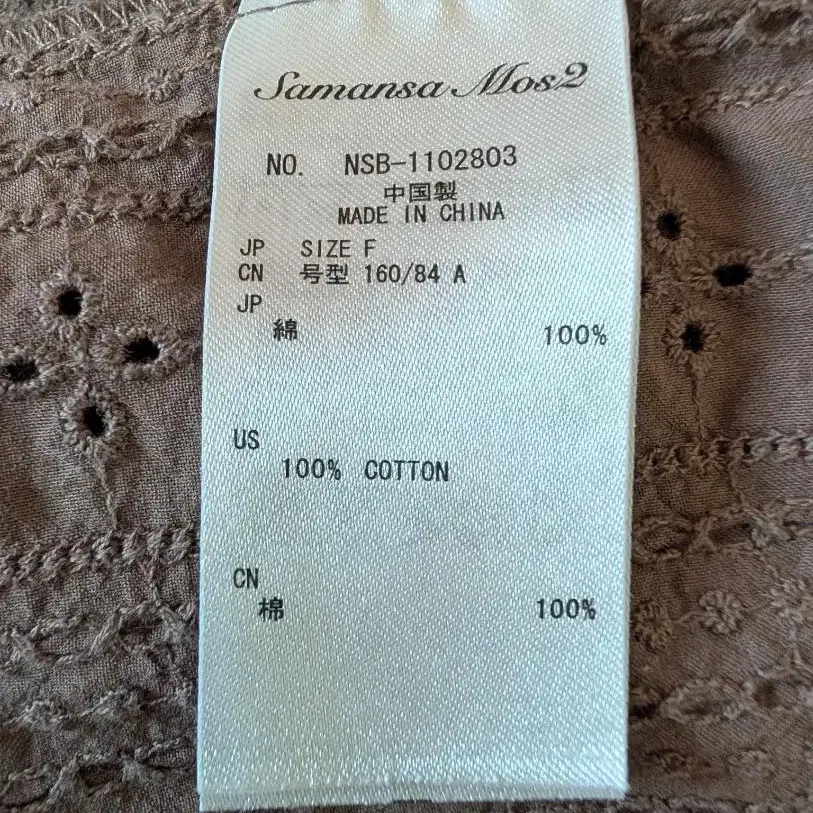 Samansa Mos2
NO. NSB-1102803
中国製
MADE IN CHINA
JP SIZE F
CN 号型 160/84 A
JP
綿 100%
US
100% COTTON
CN
棉 100%